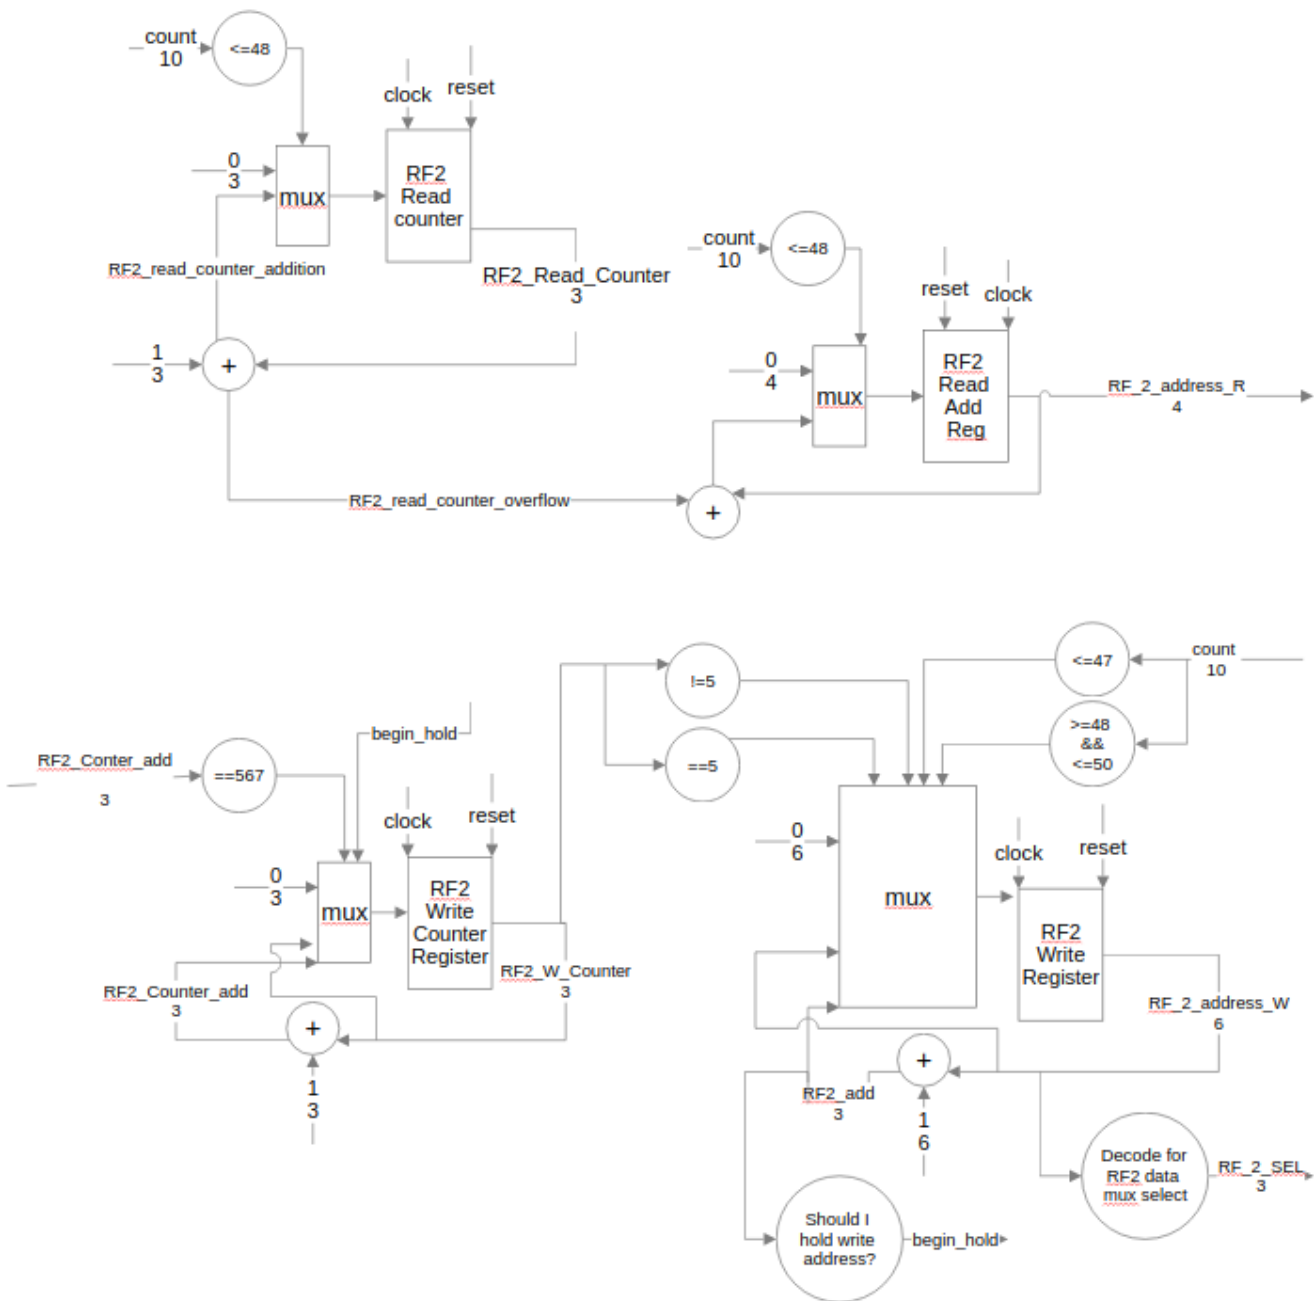 count
10
<=48
clock
reset
0
3
mux
RF2
Read
counter
RF2_read_counter_addition
RF2_Read_Counter
3
1
3
+
count
10
<=48
reset
clock
0
4
mux
RF2
Read
Add
Reg
RF_2_address_R
4
RF2_read_counter_overflow
+
RF2_Conter_add
3
==567
begin_hold
clock
reset
0
3
mux
RF2
Write
Counter
Register
RF2_W_Counter
3
RF2_Counter_add
3
+
1
3
!=5
==5
<=47
count
10
>=48
&&
<=50
0
6
mux
clock
reset
RF2
Write
Register
RF_2_address_W
6
+
RF2_add
3
1
6
Decode for
RF2 data
mux select
RF_2_SEL
3
Should I
hold write
address?
begin_hold